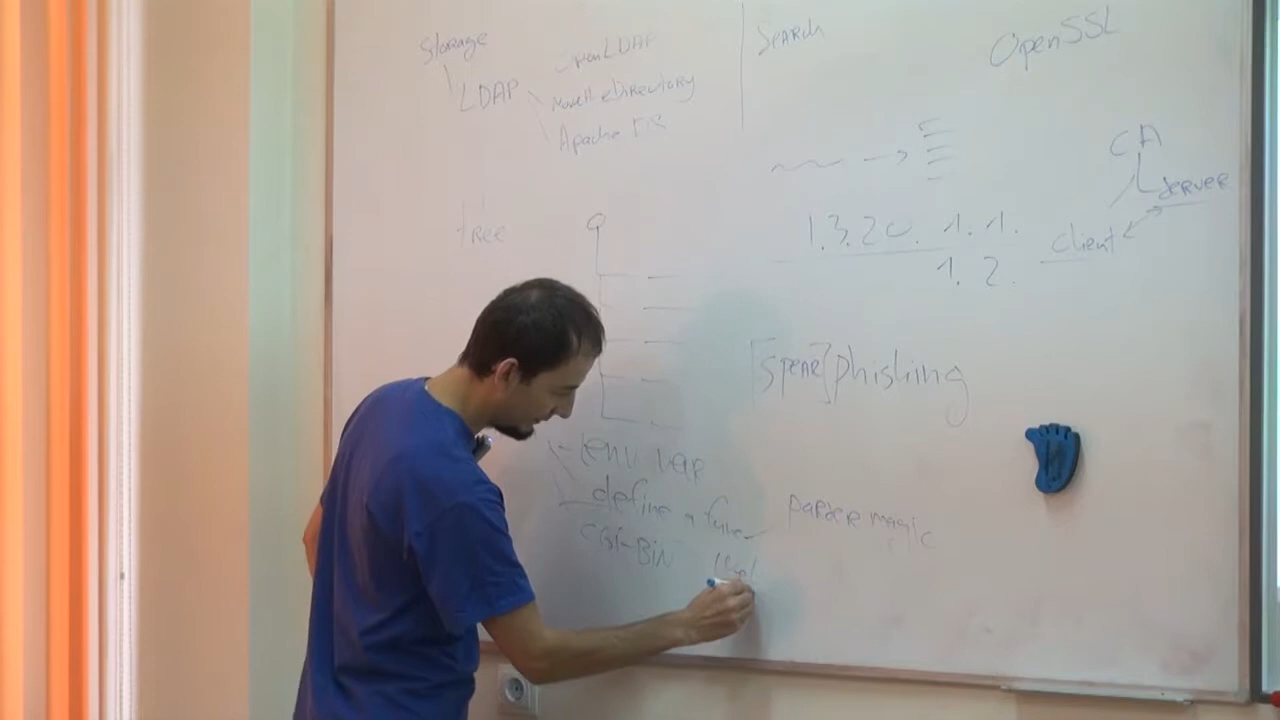 Storage
LDAP
OpenLDAP
Novell eDirectory
Apache DS
tree
SEARCH
OpenSSL
CA
SERVER
client
1.3.20. 1.1.
1.2.
[SPEAR]phishing
env var
define a func
CGi-BiN
parser magic